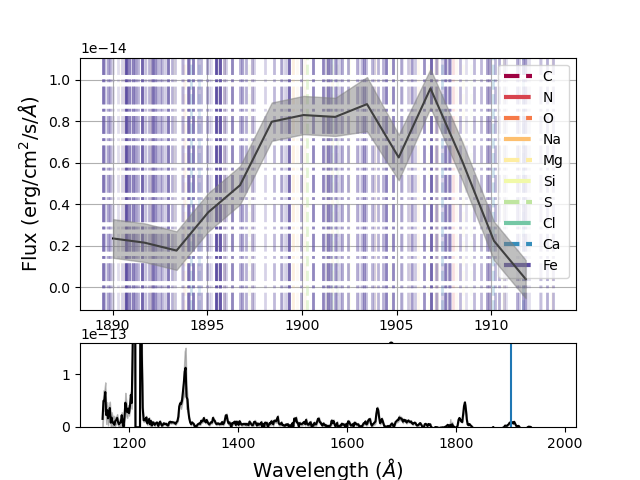 1e−14
Flux (erg/cm²/s/Å)
1.0
0.8
0.6
0.4
0.2
0.0
C
N
O
Na
Mg
Si
S
Cl
Ca
Fe
1890 1895 1900 1905 1910
1e−13
1
0
1200 1400 1600 1800 2000
Wavelength (Å)